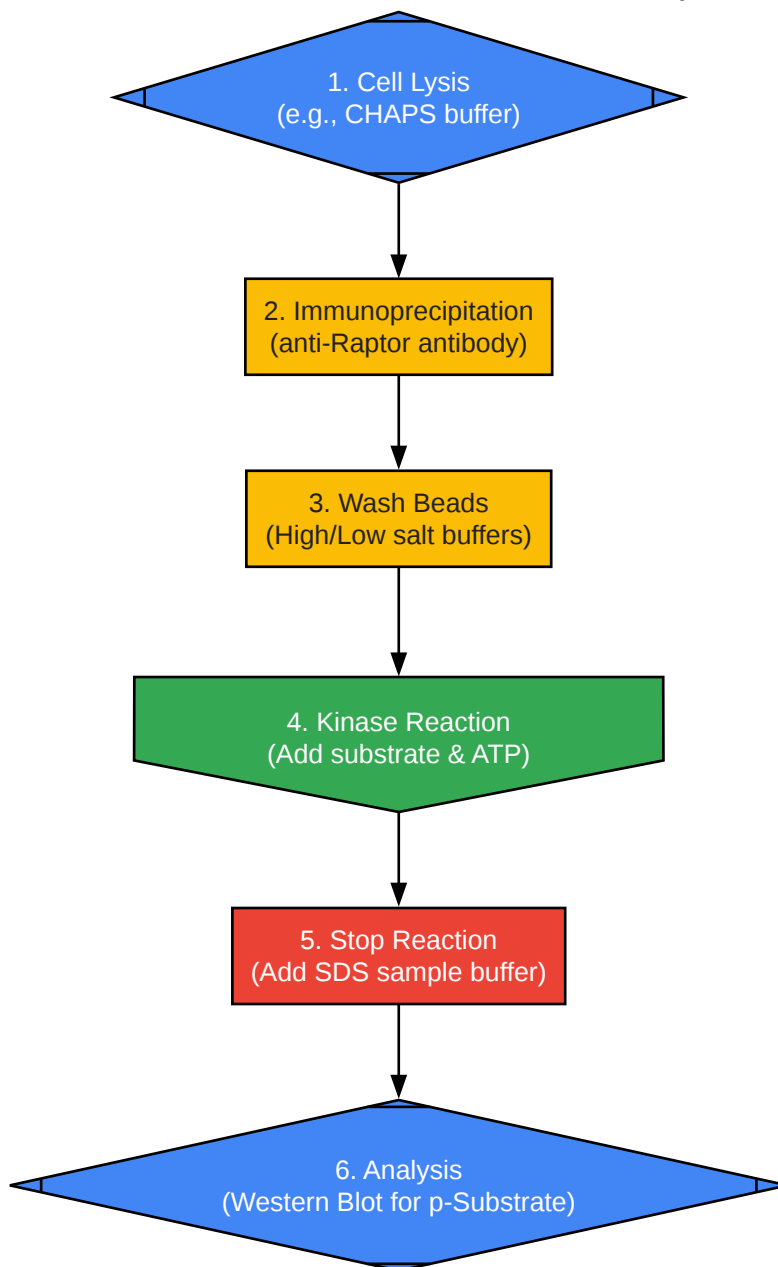 1. Cell Lysis
(e.g., CHAPS buffer)
2. Immunoprecipitation
(anti-Raptor antibody)
3. Wash Beads
(High/Low salt buffers)
4. Kinase Reaction
(Add substrate & ATP)
5. Stop Reaction
(Add SDS sample buffer)
6. Analysis
(Western Blot for p-Substrate)